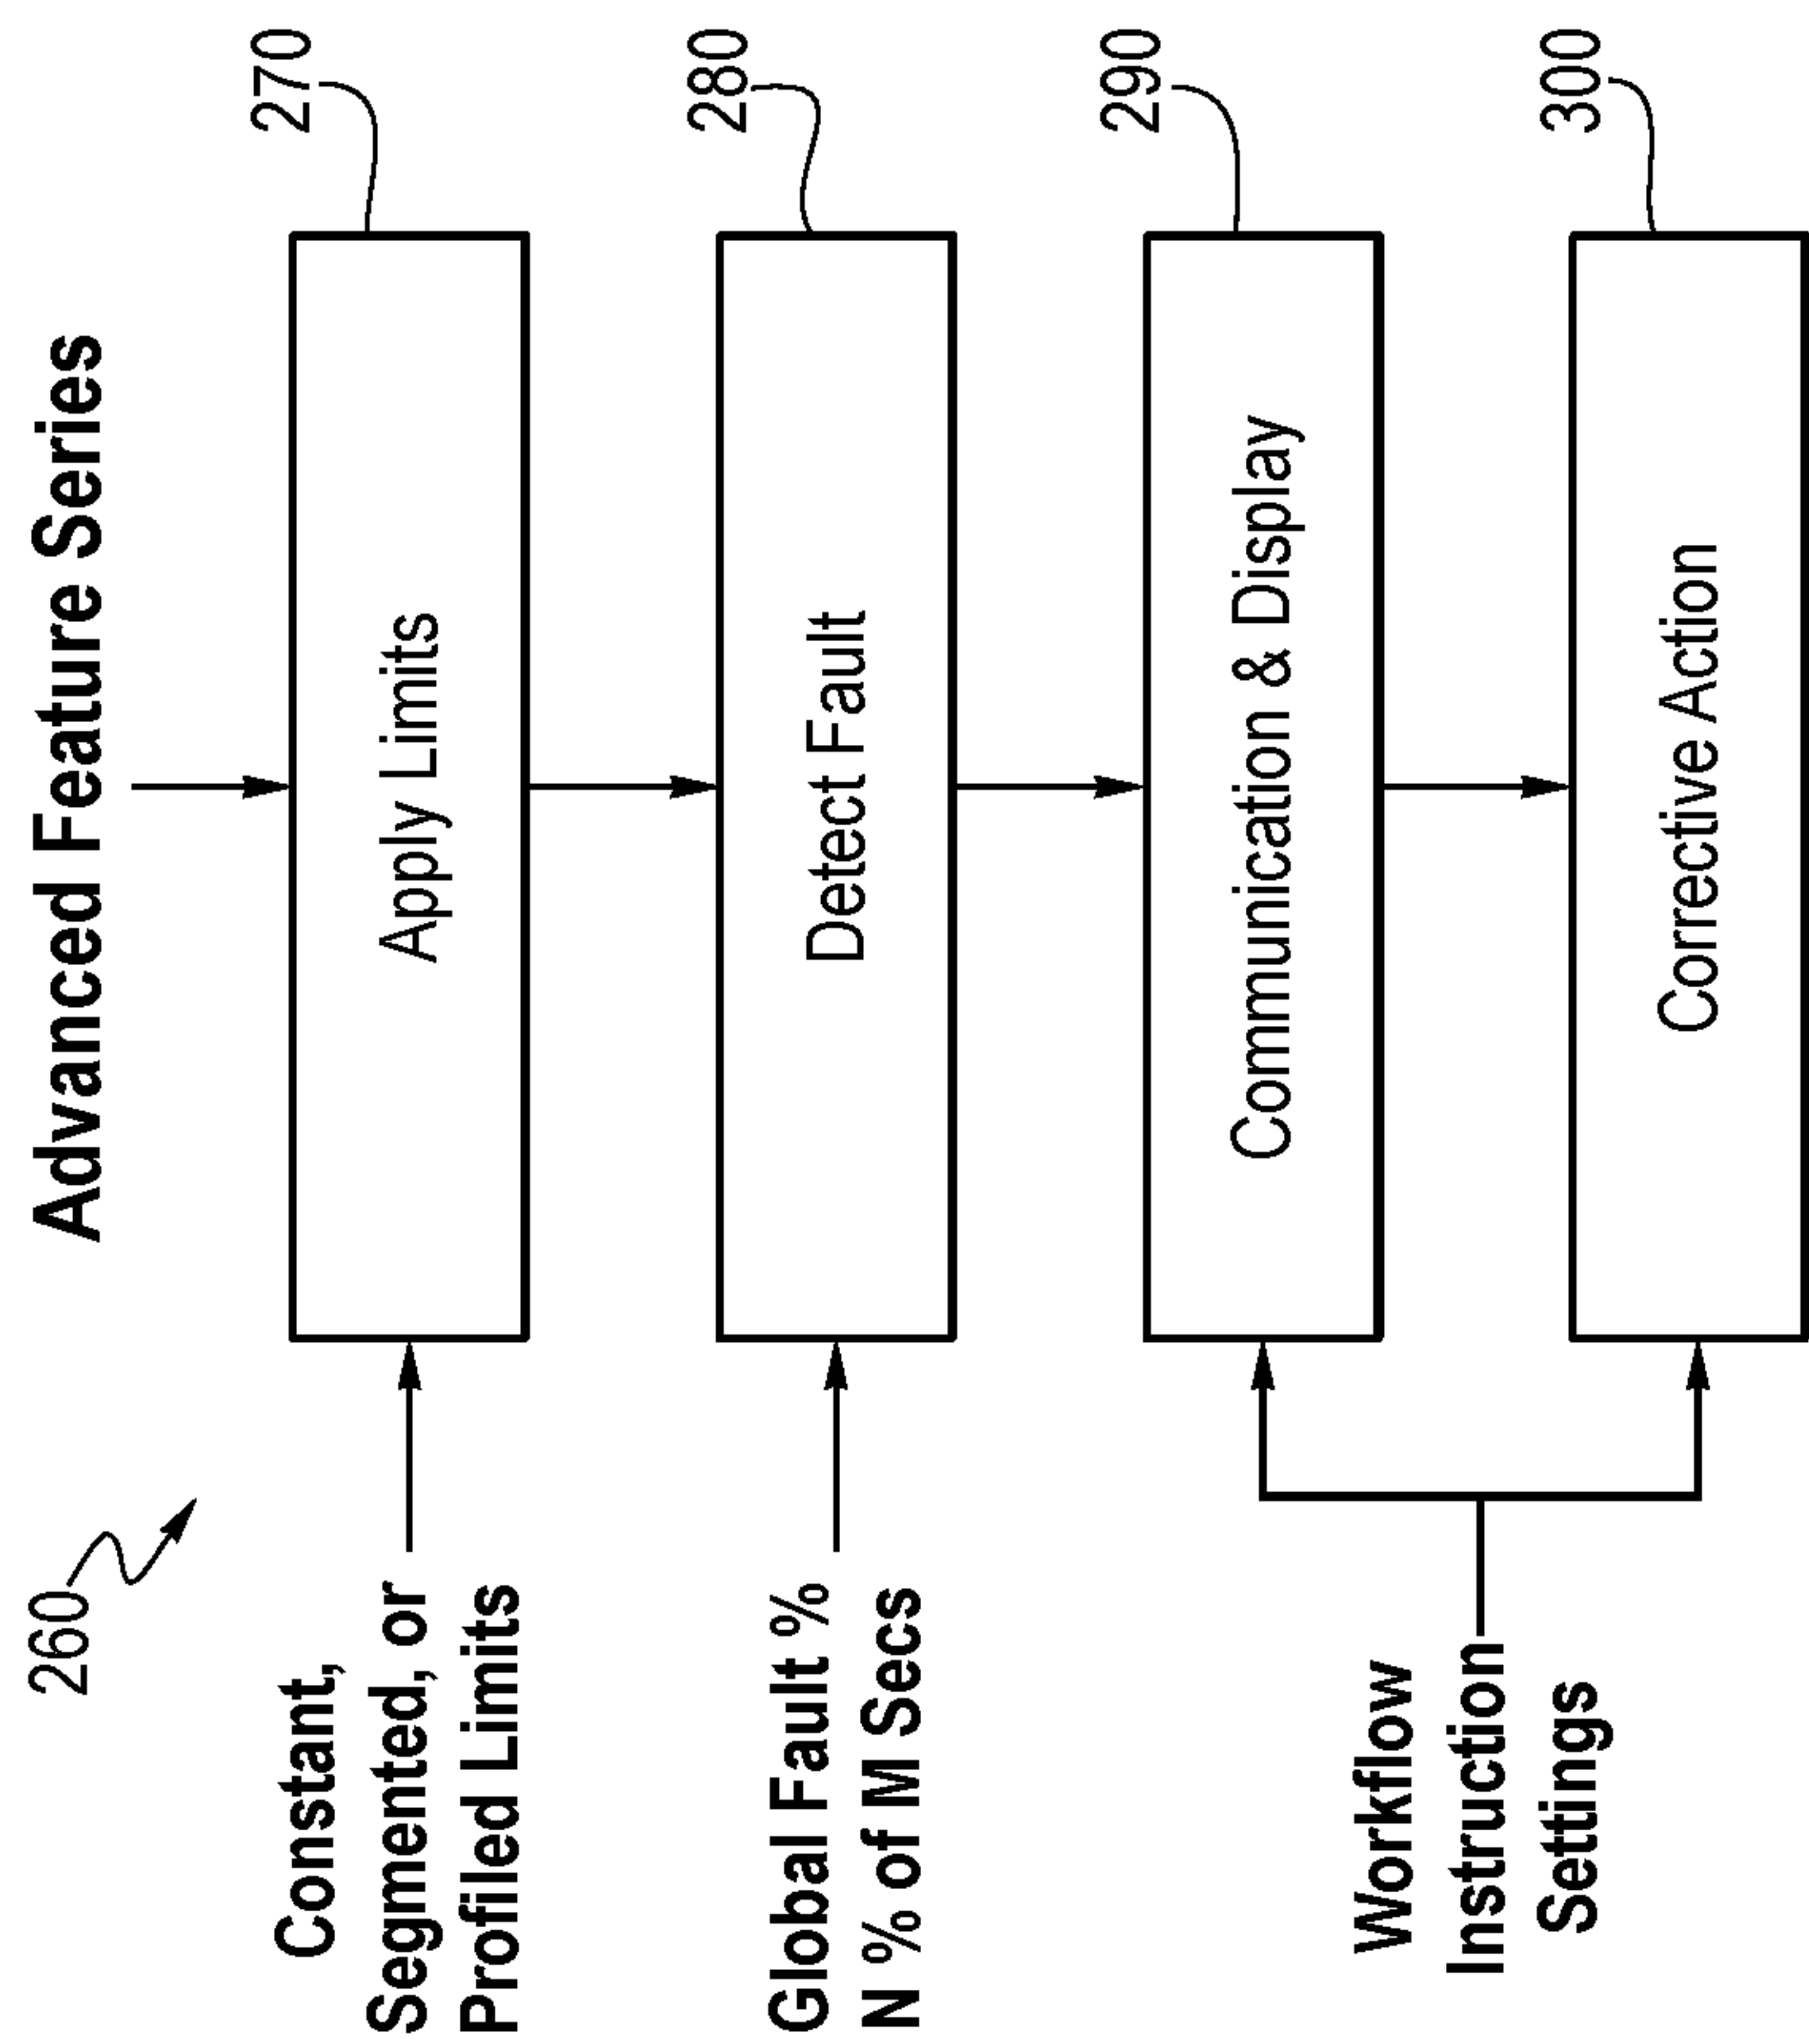 260
Advanced Feature Series
Constant,
Segmented, or
Profiled Limits
Apply Limits
270
Global Fault %
N % of M Secs
Detect Fault
280
Workflow
Instruction
Settings
Communication & Display
290
Corrective Action
300